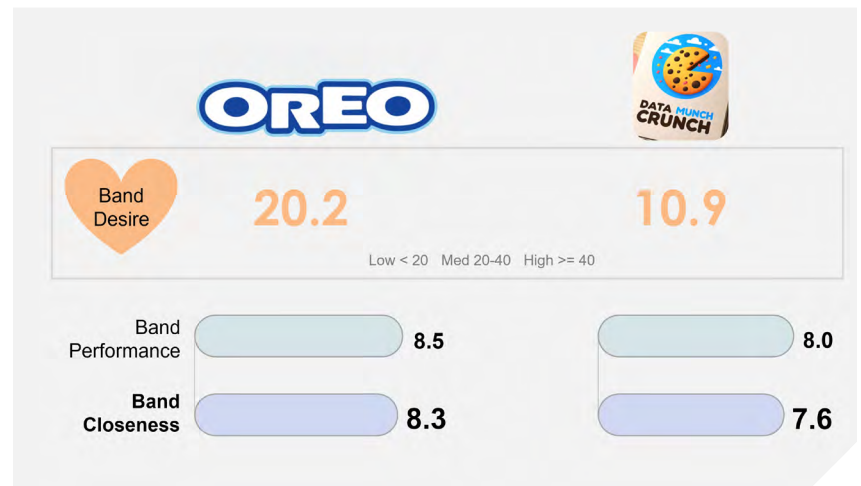 OREO
DATA MUNCH
CRUNCH
Band
Desire
20.2
10.9
Low < 20 Med 20-40 High >= 40
Band
Performance
8.5
8.0
Band
Closeness
8.3
7.6